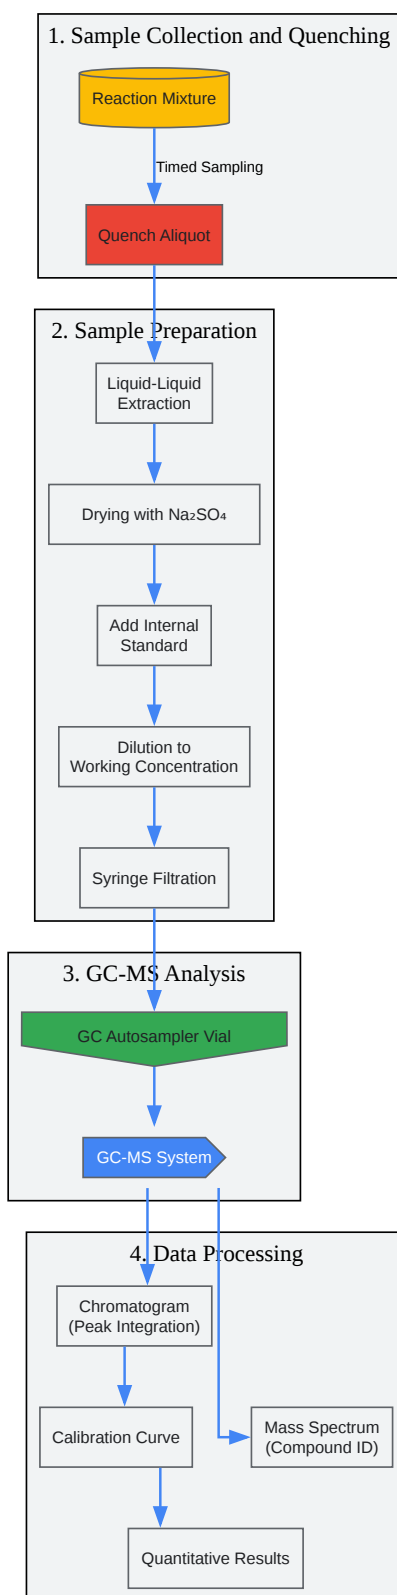 1. Sample Collection and Quenching
Reaction Mixture
Timed Sampling
Quench Aliquot
2. Sample Preparation
Liquid-Liquid
Extraction
Drying with Na₂SO₄
Add Internal
Standard
Dilution to
Working Concentration
Syringe Filtration
3. GC-MS Analysis
GC Autosampler Vial
GC-MS System
4. Data Processing
Chromatogram
(Peak Integration)
Calibration Curve
Mass Spectrum
(Compound ID)
Quantitative Results